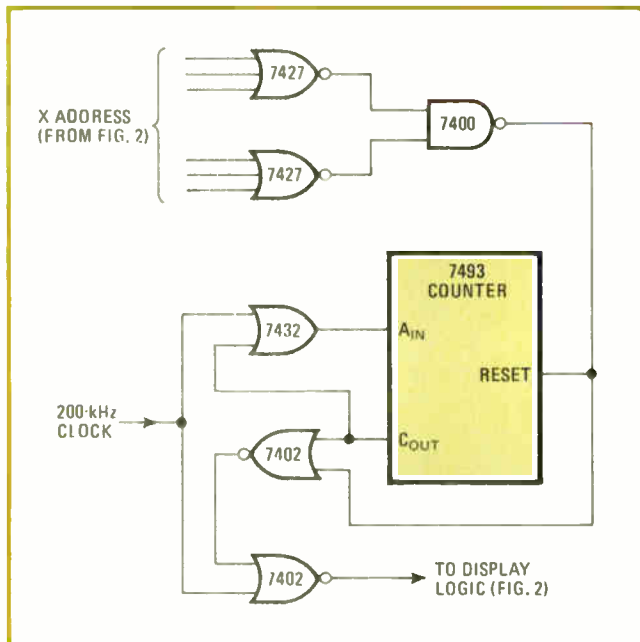 7427
7400
X ADDRESS
(FROM FIG. 2)
7427
7493
COUNTER
7432
AIN
RESET
200-kHz
CLOCK
COUT
7402
7402
TO DISPLAY
LOGIC (FIG. 2)